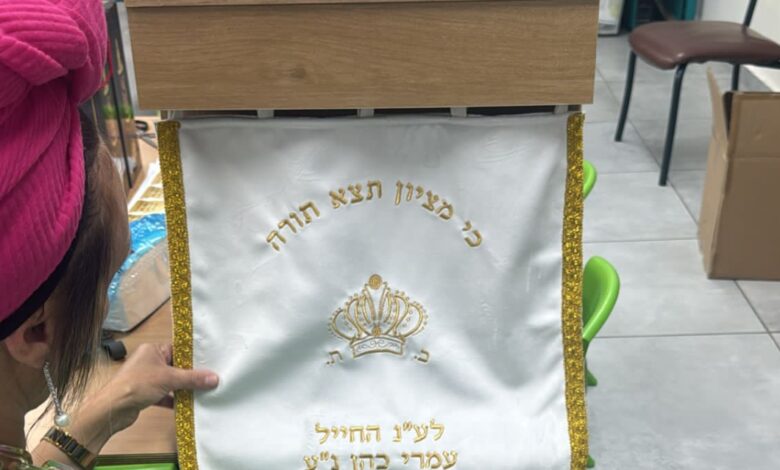 כי מציון תצא תורה
כ. ת.
לע"נ החייל
עמרי כהן נ"ע